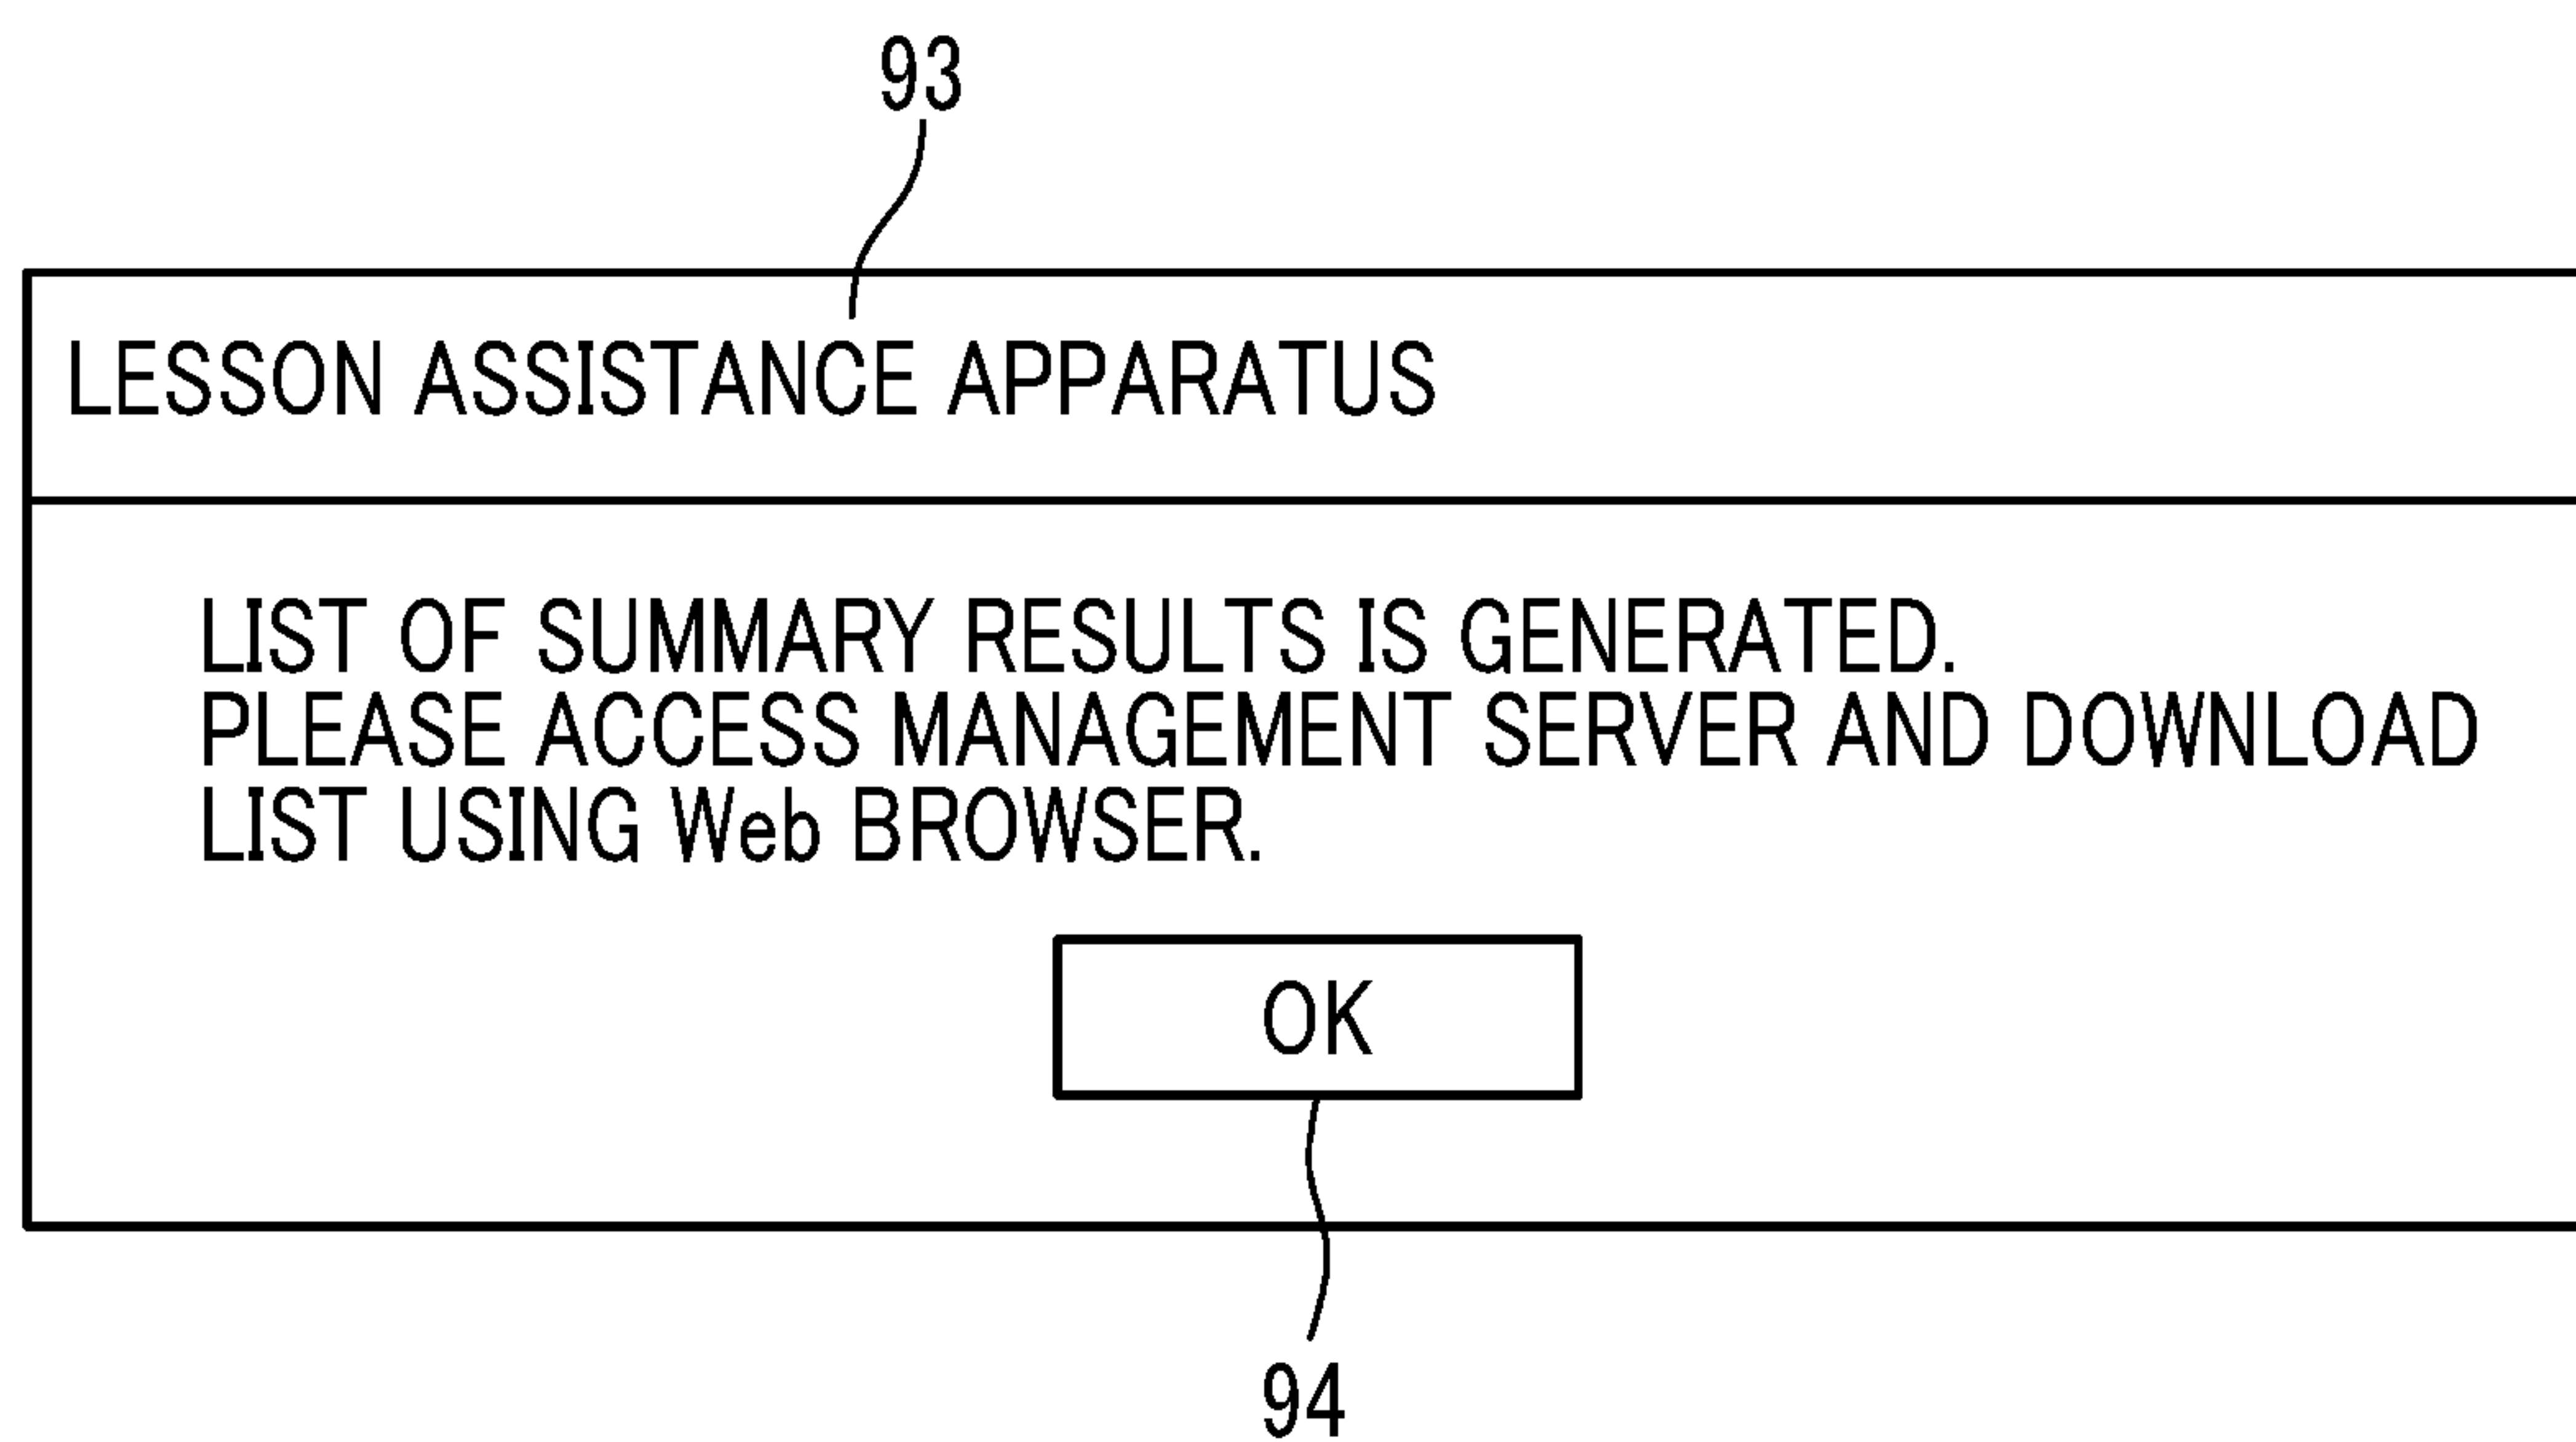 93
LESSON ASSISTANCE APPARATUS
LIST OF SUMMARY RESULTS IS GENERATED.
PLEASE ACCESS MANAGEMENT SERVER AND DOWNLOAD
LIST USING Web BROWSER.
OK
94